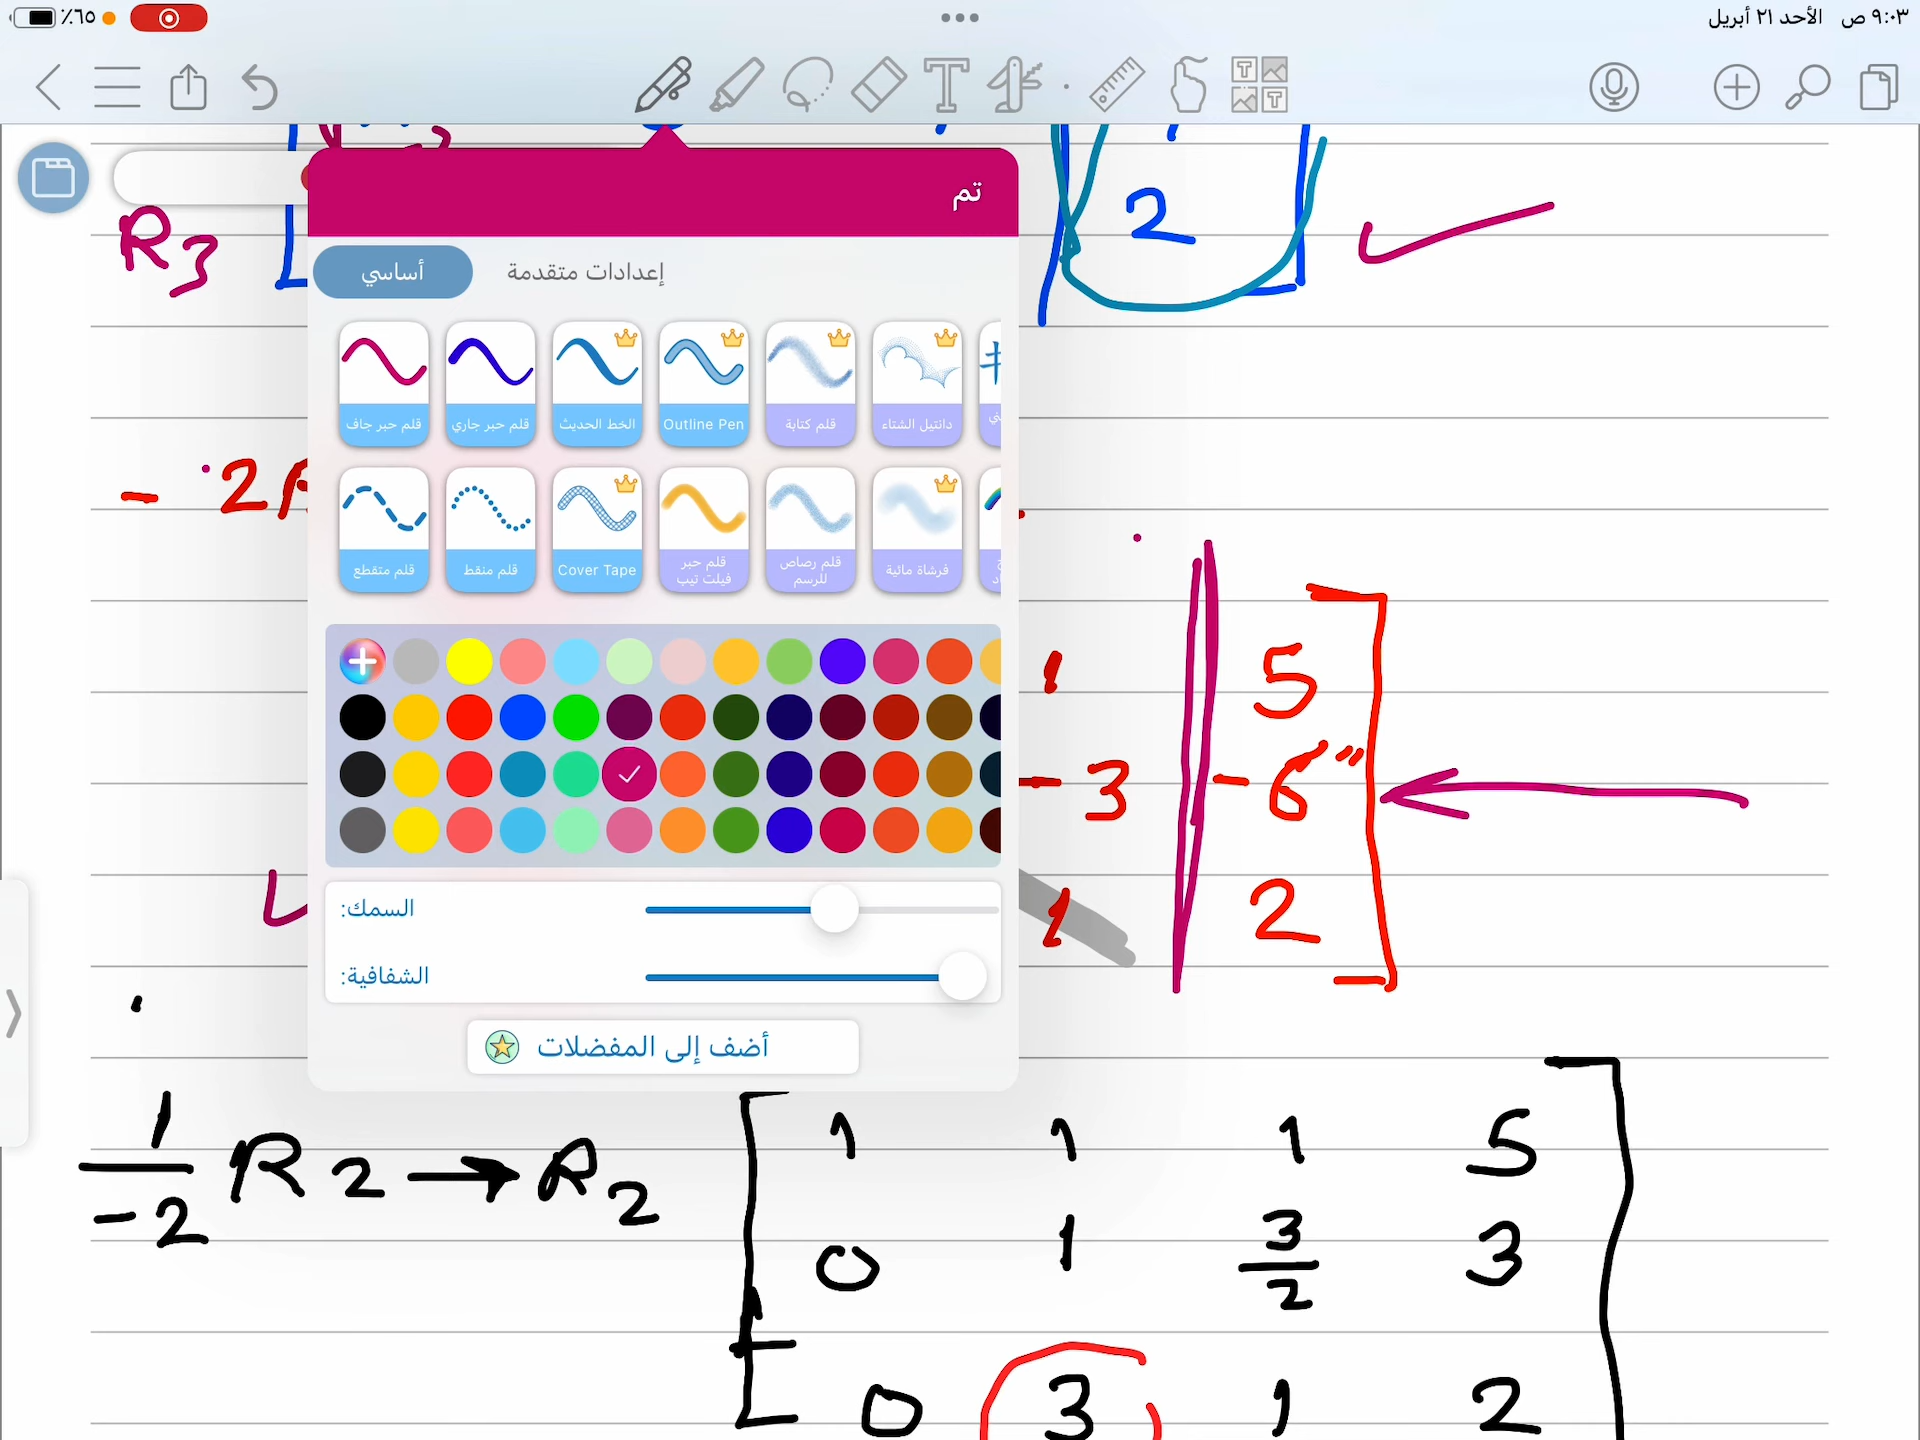 ٪٦٥
٩:٠٣ ص الأحد ٢١ أبريل
تم
R3
2
أساسي
إعدادات متقدمة
قلم حبر جاف
قلم حبر جاري
الخط الحديث
Outline Pen
قلم كتابة
دانتيل الشتاء
- 2
قلم متقطع
قلم منقط
Cover Tape
قلم حبر فيلت تيب
قلم رصاص للرسم
فرشاة مائية
1 5
- 3 - 6
1 2
السمك:
الشفافية:
أضف إلى المفضلات
1/-2 R2 → R2
1 1 1 5
0 1 3/2 3
0 3 1 2